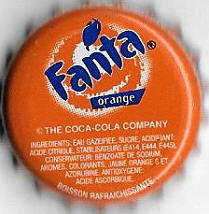 Fanta®
orange
© THE COCA-COLA COMPANY
INGREDIENTS: EAU GAZEIFIEE, SUCRE, ACIDIFIANT:
ACIDE CITRIQUE, STABILISATEURS (E414, E444, E445),
CONSERVATEUR: BENZOATE DE SODIUM,
AROMES, COLORANTS, JAUNE ORANGE S ET
AZORUBINE, ANTIOXYGENE:
ACIDE ASCORBIQUE.
BOISSON RAFRAICHISSANTE